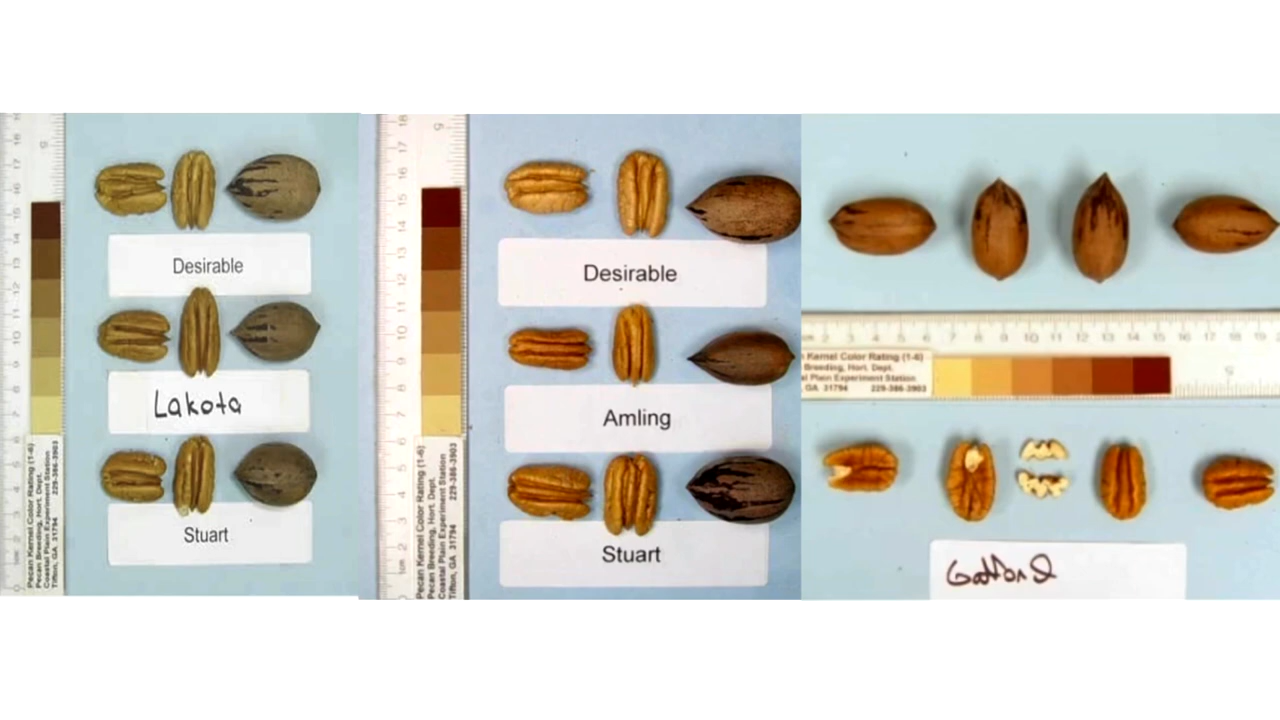 Desirable
Lakota
Stuart
Pecan Kernel Color Rating (1-6)
Pecan Breeding, Hort. Dept.
Coastal Plain Experiment Station
Tifton, GA 31794 229-386-3903
Desirable
Amling
Stuart
Pecan Kernel Color Rating (1-6)
Pecan Breeding, Hort. Dept.
Coastal Plain Experiment Station
Tifton, GA 31794 229-386-3903
Kernel Color Rating (1-6)
Breeding, Hort. Dept.
Plain Experiment Station
GA 31794 229-386-3903